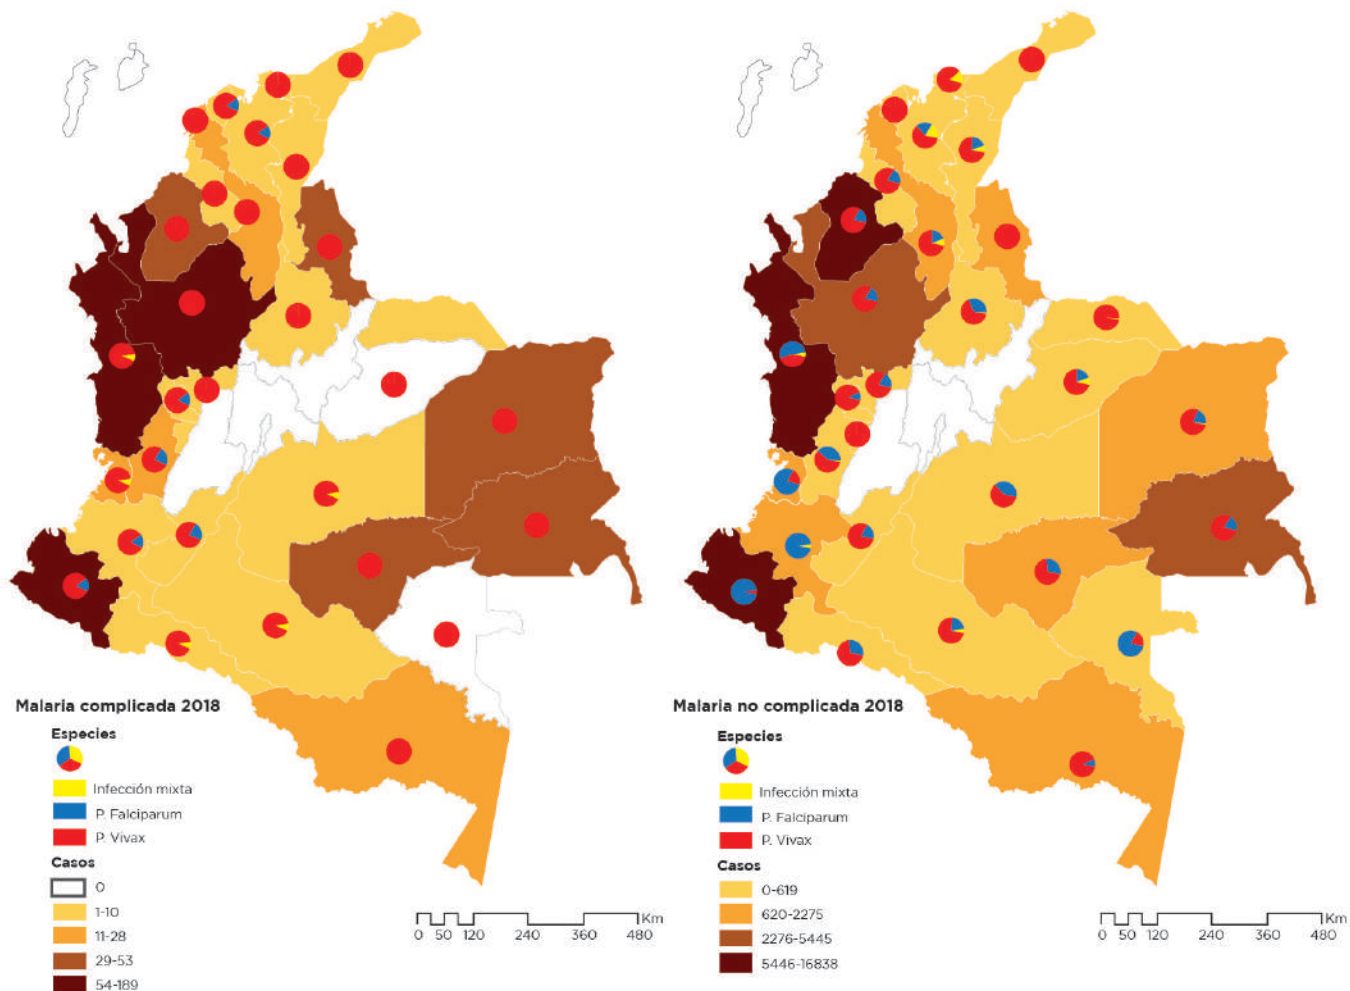 Malaria complicada 2018
Especies
Infección mixta
P. Falciparum
P. Vivax
Casos
0
1-10
11-28
29-53
54-189
Km
0 50 120 240 360 480
Malaria no complicada 2018
Especies
Infección mixta
P. Falciparum
P. Vivax
Casos
0-619
620-2275
2276-5445
5446-16838
Km
0 50 120 240 360 480